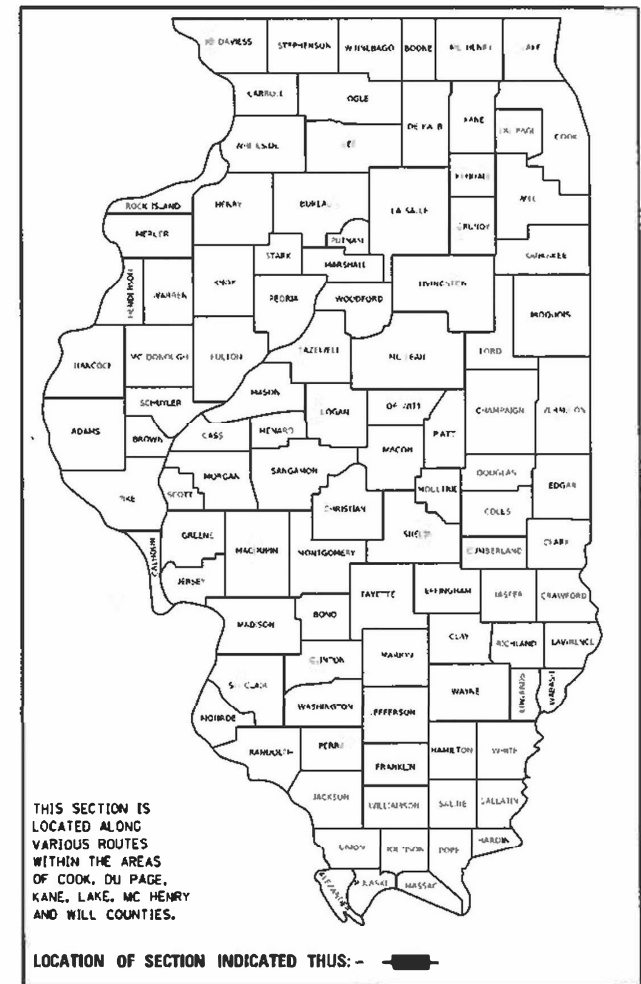 STEPHENSON WINNEBAGO BOONE MC HENRY LAKE
CARROLL OGLE DE KALB KANE DU PAGE COOK
LEE
ROCK ISLAND HENRY BUREAU LA SALLE KENDALL WILL
MERCER PUTNAM GRUNDY
STARK MARSHALL KANKAKEE
HENDERSON WARREN KNOX PEORIA WOODFORD LIVINGSTON IROQUOIS
HANCOCK MC DONOUGH FULTON TAZEWELL MC LEAN FORD
SCHUYLER MASON LOGAN DE WITT CHAMPAIGN VERMILION
ADAMS BROWN CASS MENARD MACON PIATT
PIKE SCOTT MORGAN SANGAMON MOULTRIE DOUGLAS EDGAR
CHRISTIAN COLES
CALHOUN GREENE MACOUPIN MONTGOMERY SHELBY CUMBERLAND CLARK
JERSEY FAYETTE EFFINGHAM JASPER CRAWFORD
MADISON BOND CLAY RICHLAND LAWRENCE
CLINTON MARION
ST. CLAIR WASHINGTON JEFFERSON WAYNE EDWARDS WABASH
MONROE RANDOLPH PERRY HAMILTON WHITE
FRANKLIN
JACKSON WILLIAMSON SALINE GALLATIN
UNION JOHNSON POPE HARDIN
ALEXANDER PULASKI MASSAC
THIS SECTION IS
LOCATED ALONG
VARIOUS ROUTES
WITHIN THE AREAS
OF COOK, DU PAGE,
KANE, LAKE, MC HENRY
AND WILL COUNTIES.
LOCATION OF SECTION INDICATED THUS: -